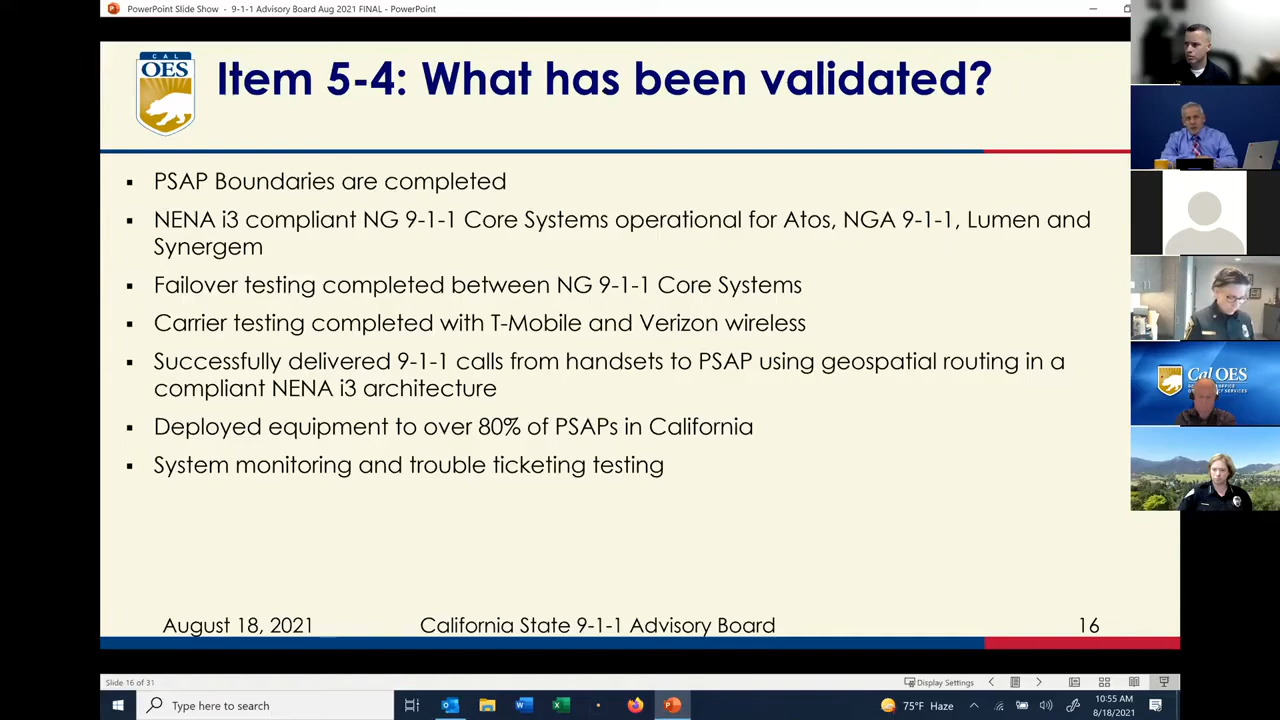 PowerPoint Slide Show - 9-1-1 Advisory Board Aug 2021 FINAL - PowerPoint
CAL
OES
Item 5-4: What has been validated?
▪ PSAP Boundaries are completed
▪ NENA i3 compliant NG 9-1-1 Core Systems operational for Atos, NGA 9-1-1, Lumen and
Synergem
▪ Failover testing completed between NG 9-1-1 Core Systems
▪ Carrier testing completed with T-Mobile and Verizon wireless
▪ Successfully delivered 9-1-1 calls from handsets to PSAP using geospatial routing in a
compliant NENA i3 architecture
▪ Deployed equipment to over 80% of PSAPs in California
▪ System monitoring and trouble ticketing testing
Cal OES
August 18, 2021 California State 9-1-1 Advisory Board 16
Slide 16 of 31 Display Settings
Type here to search 75°F Haze 10:55 AM
8/18/2021